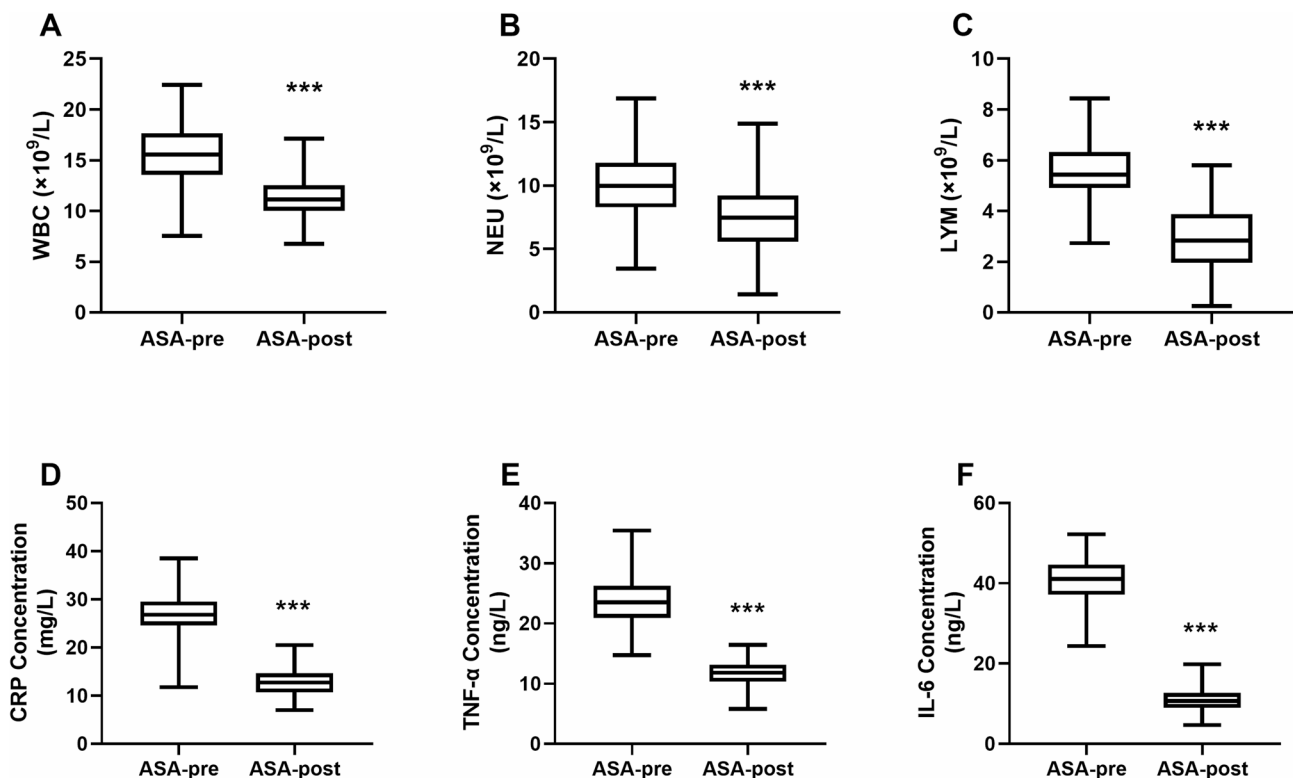 A
WBC (×10⁹/L)
25
20
15
10
5
0
***
ASA-pre
ASA-post
B
NEU (×10⁹/L)
20
15
10
5
0
***
ASA-pre
ASA-post
C
LYM (×10⁹/L)
10
8
6
4
2
0
***
ASA-pre
ASA-post
D
CRP Concentration
(mg/L)
50
40
30
20
10
0
***
ASA-pre
ASA-post
E
TNF-α Concentration
(ng/L)
40
30
20
10
0
***
ASA-pre
ASA-post
F
IL-6 Concentration
(ng/L)
60
40
20
0
***
ASA-pre
ASA-post